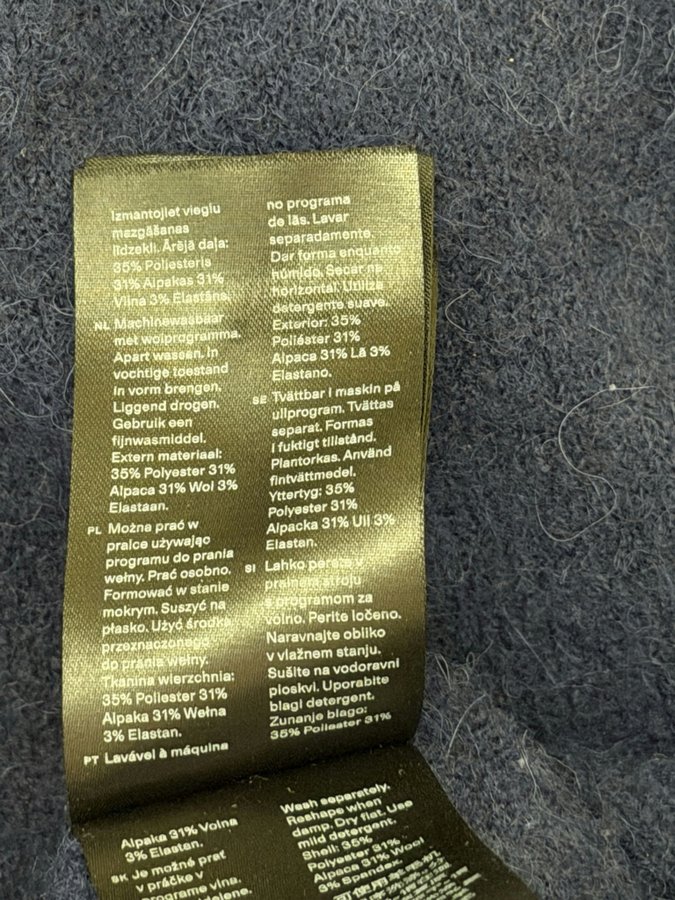 Izmantojiet vieglu
mazgāšanas
līdzekli. Ārējā daļa:
35% Poliesteris
31% Alpakas 31%
Vilna 3% Elastāns.
NL Machinewasbaar
met wolprogramma.
Apart wassen. In
vochtige toestand
in vorm brengen.
Liggend drogen.
Gebruik een
fijnwasmiddel.
Extern materiaal:
35% Polyester 31%
Alpaca 31% Wol 3%
Elastaan.
PL Można prać w
pralce używając
programu do prania
wełny. Prać osobno.
Formować w stanie
mokrym. Suszyć na
płasko. Użyć środka
przeznaczonego
do prania wełny.
Tkanina wierzchnia:
35% Poliester 31%
Alpaka 31% Wełna
3% Elastan.
PT Lavável à máquina
no programa
de lãs. Lavar
separadamente.
Dar forma enquanto
húmido. Secar na
horizontal. Utiliza
detergente suave.
Exterior: 35%
Poliéster 31%
Alpaca 31% Lã 3%
Elastano.
SE Tvättbar i maskin på
ullprogram. Tvättas
separat. Formas
i fuktigt tillstånd.
Plantorkas. Använd
fintvättmedel.
Yttertyg: 35%
Polyester 31%
Alpacka 31% Ull 3%
Elastan.
SI Lahko perete v
pralnem stroju
s programom za
volno. Perite ločeno.
Naravnajte obliko
v vlažnem stanju.
Sušite na vodoravni
ploskvi. Uporabite
blagi detergent.
Zunanje blago:
35% Poliester 31%
Alpaka 31% Volna
3% Elastan.
SK Je možné prať
v práčke v
programe vlna.
Wash separately.
Reshape when
damp. Dry flat. Use
mild detergent.
Shell: 35%
Polyester 31%
Alpaca 31% Wool
3% Spandex.